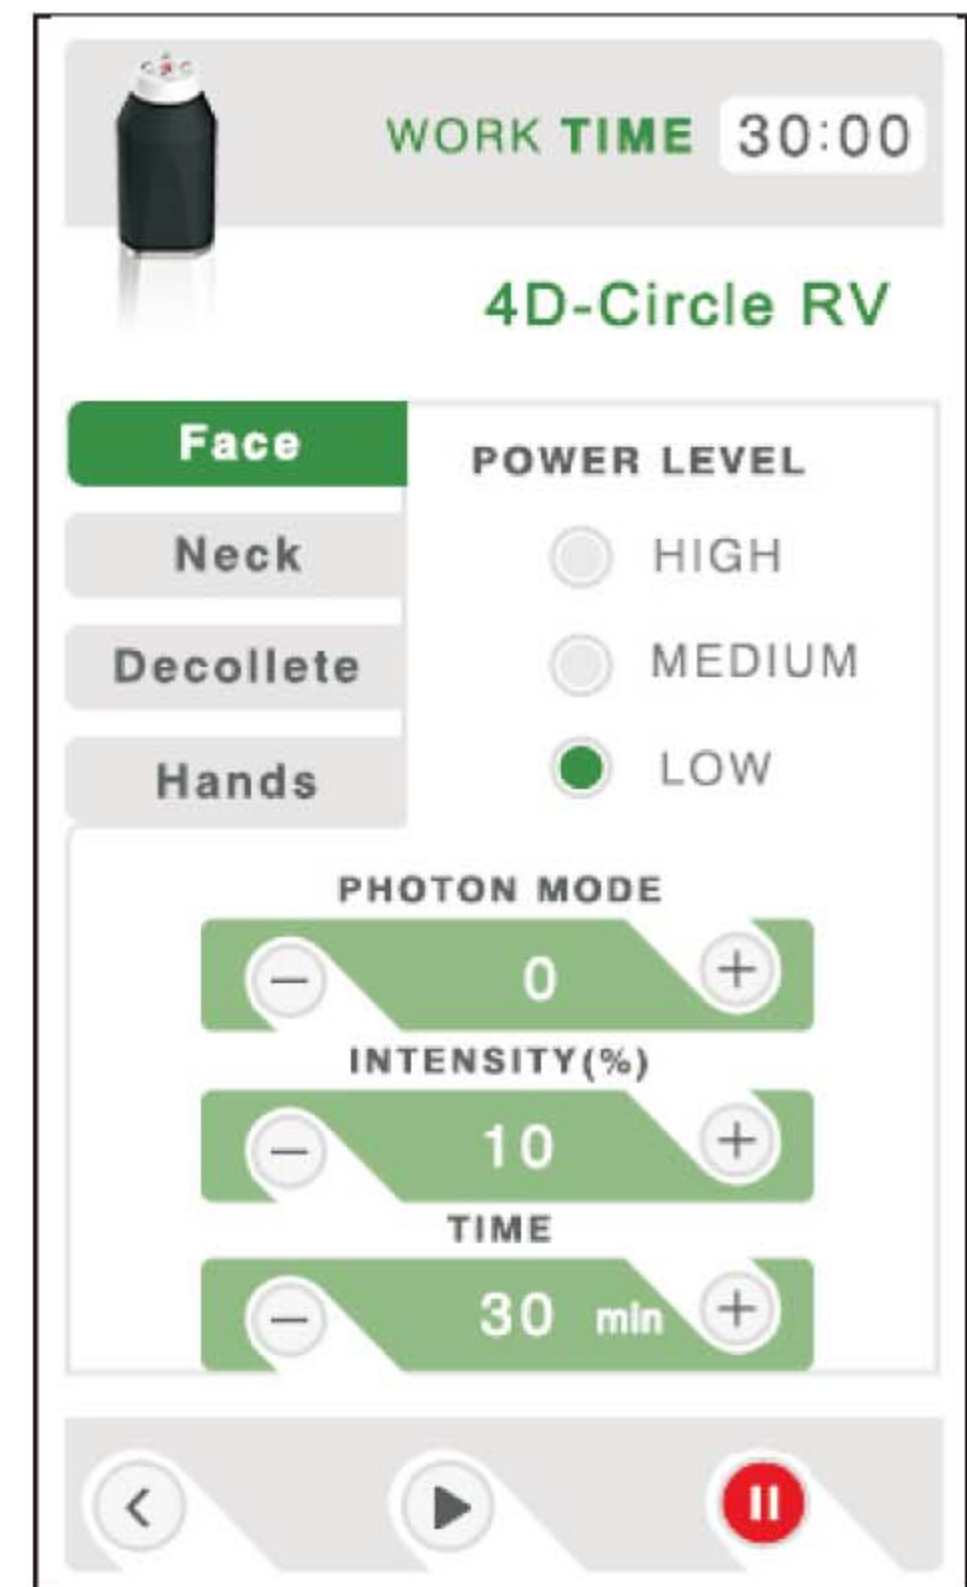 WORK TIME 30:00
4D-Circle RV
Face
Neck
Decollete
Hands
POWER LEVEL
HIGH
MEDIUM
LOW
PHOTON MODE
0
INTENSITY(%)
10
TIME
30 min